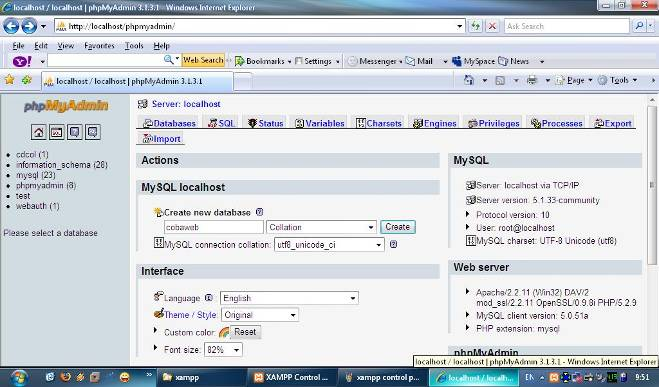 localhost / localhost | phpMyAdmin 3.1.3.1 - Windows Internet Explorer
http://localhost/phpmyadmin/
File Edit View Favorites Tools Help
Y! Web Search Bookmarks Settings Messenger Mail MySpace News
localhost / localhost | phpMyAdmin 3.1.3.1
Page Tools
phpMyAdmin
cdcol (1)
information_schema (28)
mysql (23)
phpmyadmin (8)
test
webauth (1)
Please select a database
Server: localhost
Databases SQL Status Variables Charsets Engines Privileges Processes Export
Import
Actions
MySQL localhost
Create new database
cobaweb Collation Create
MySQL connection collation: utf8_unicode_ci
Interface
Language : English
Theme / Style: Original
Custom color: Reset
Font size: 82%
MySQL
Server: localhost via TCP/IP
Server version: 5.1.33-community
Protocol version: 10
User: root@localhost
MySQL charset: UTF-8 Unicode (utf8)
Web server
Apache/2.2.11 (Win32) DAV/2
mod_ssl/2.2.11 OpenSSL/0.9.8i PHP/5.2.9
MySQL client version: 5.0.51a
PHP extension: mysql
phpMyAdmin
localhost / localhost | phpMyAdmin 3.1.3.1 - Windows Internet Explorer
xampp XAMPP Control ... xampp control p... localhost / localh... EN 9:51